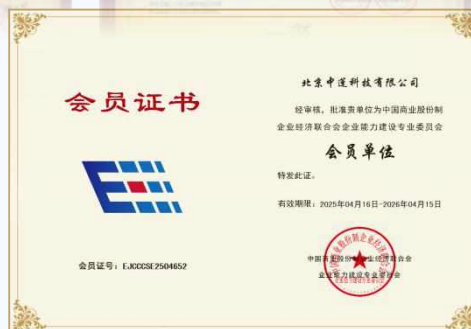 会员证书
会员证号：EJCCCSE2504652
北京中莲科技有限公司
经审核，批准贵单位为中国商业股份制
企业经济联合会企业能力建设专业委员会
会员单位
特发此证。
有效期限：2025年04月16日-2026年04月15日
中国商业股份制企业经济联合会
企业能力建设专业委员会